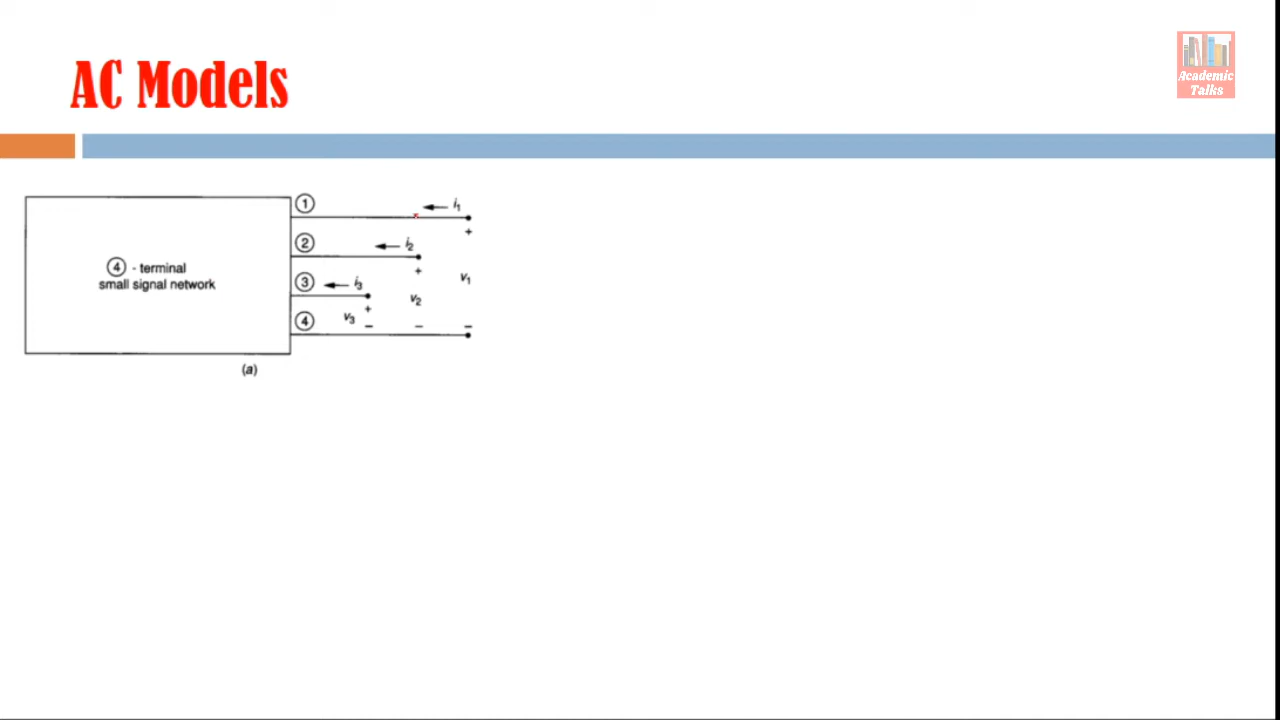 AC Models
Academic
Talks
① i₁
+
② i₂
④ - terminal
small signal network
+
v₁
③ i₃
v₂
+
④ v₃ − − −
(a)